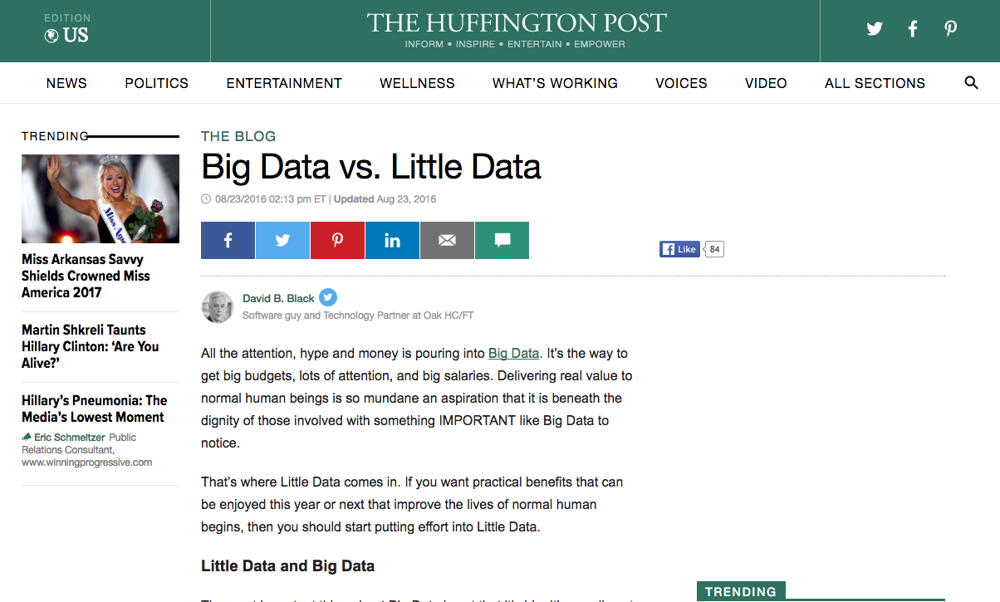 EDITION
US
THE HUFFINGTON POST
INFORM • INSPIRE • ENTERTAIN • EMPOWER
NEWS POLITICS ENTERTAINMENT WELLNESS WHAT'S WORKING VOICES VIDEO ALL SECTIONS
TRENDING
Miss Arkansas Savvy
Shields Crowned Miss
America 2017
Martin Shkreli Taunts
Hillary Clinton: ‘Are You
Alive?’
Hillary’s Pneumonia: The
Media’s Lowest Moment
Eric Schmeltzer Public
Relations Consultant,
www.winningprogressive.com
THE BLOG
Big Data vs. Little Data
08/23/2016 02:13 pm ET | Updated Aug 23, 2016
Like 84
David B. Black
Software guy and Technology Partner at Oak HC/FT
All the attention, hype and money is pouring into Big Data. It’s the way to
get big budgets, lots of attention, and big salaries. Delivering real value to
normal human beings is so mundane an aspiration that it is beneath the
dignity of those involved with something IMPORTANT like Big Data to
notice.
That’s where Little Data comes in. If you want practical benefits that can
be enjoyed this year or next that improve the lives of normal human
begins, then you should start putting effort into Little Data.
Little Data and Big Data
TRENDING